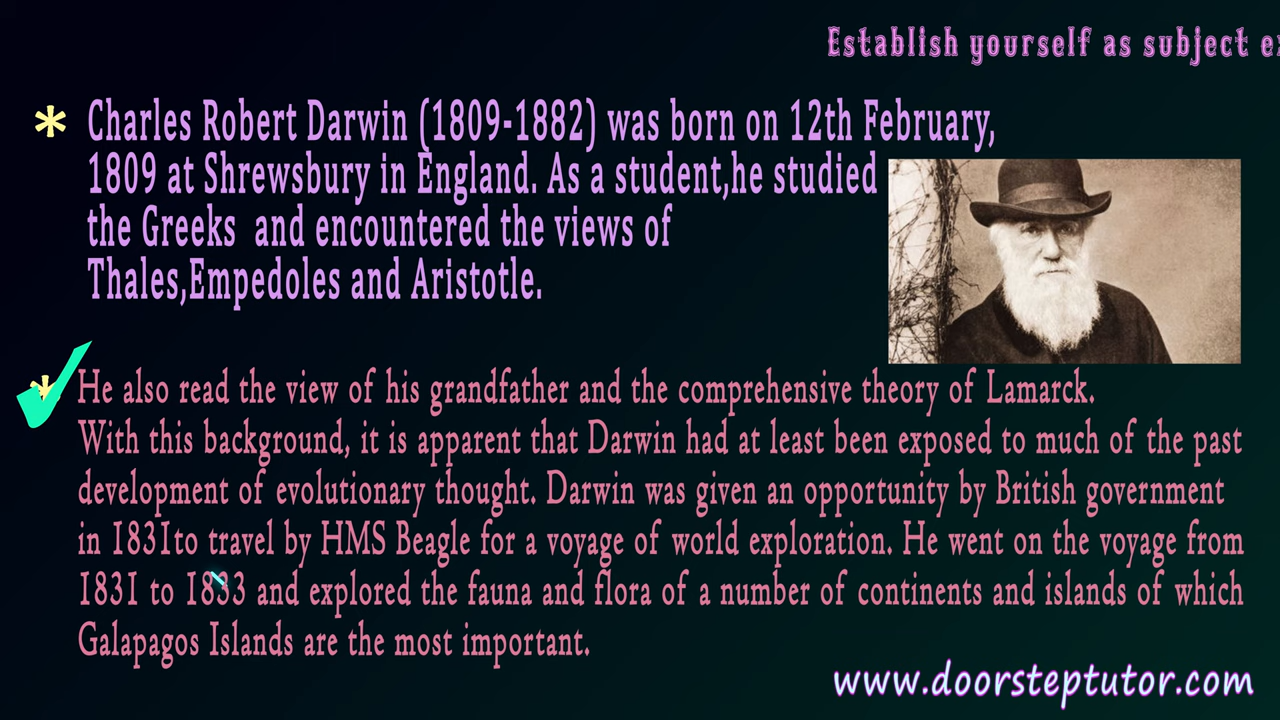 Establish yourself as subject
* Charles Robert Darwin (1809-1882) was born on 12th February,
1809 at Shrewsbury in England. As a student,he studied
the Greeks and encountered the views of
Thales,Empedoles and Aristotle.
* He also read the view of his grandfather and the comprehensive theory of Lamarck.
With this background, it is apparent that Darwin had at least been exposed to much of the past
development of evolutionary thought. Darwin was given an opportunity by British government
in 1831to travel by HMS Beagle for a voyage of world exploration. He went on the voyage from
1831 to 1833 and explored the fauna and flora of a number of continents and islands of which
Galapagos Islands are the most important.
www.doorsteptutor.com